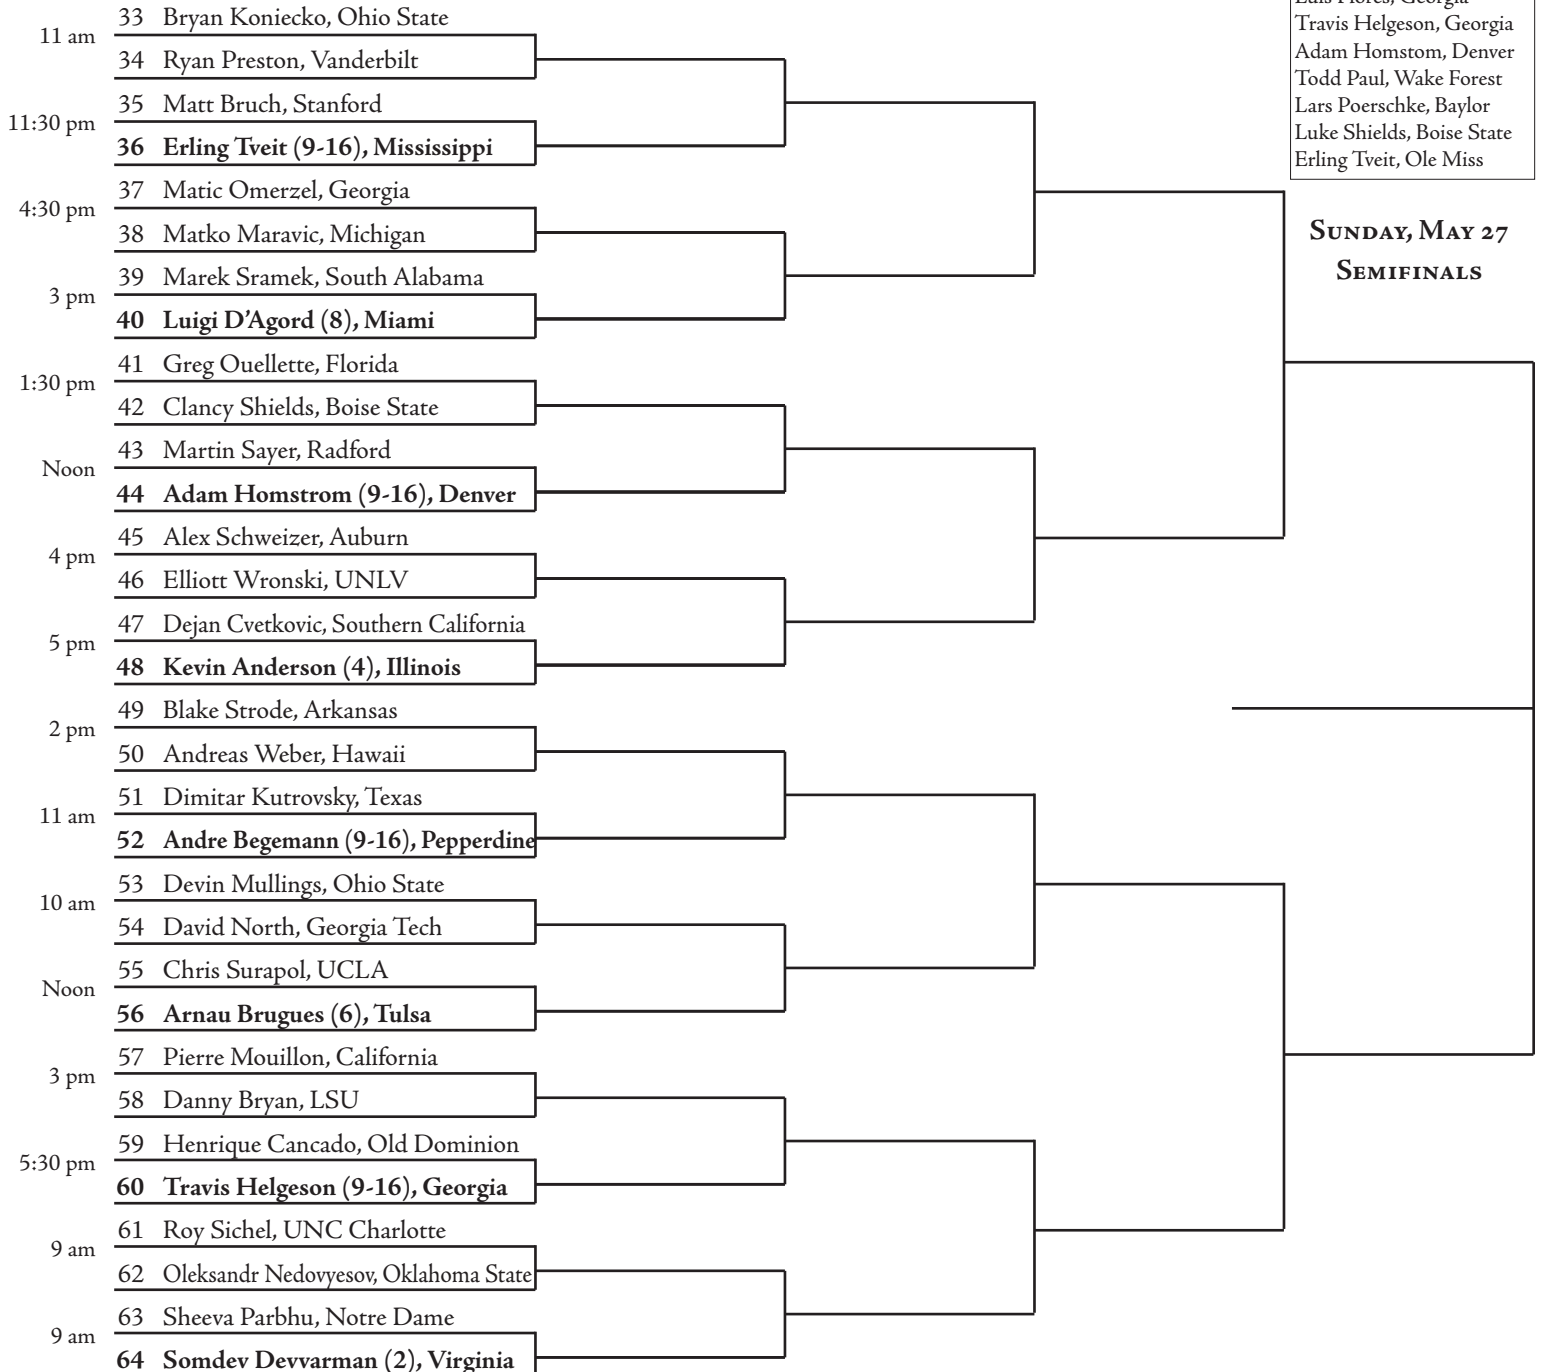 33 Bryan Koniecko, Ohio State
11 am
34 Ryan Preston, Vanderbilt
35 Matt Bruch, Stanford
11:30 pm
36 Erling Tveit (9-16), Mississippi
37 Matic Omerzel, Georgia
4:30 pm
38 Matko Maravic, Michigan
39 Marek Sramek, South Alabama
3 pm
40 Luigi D’Agord (8), Miami
41 Greg Ouellette, Florida
1:30 pm
42 Clancy Shields, Boise State
43 Martin Sayer, Radford
Noon
44 Adam Homstrom (9-16), Denver
45 Alex Schweizer, Auburn
4 pm
46 Elliott Wronski, UNLV
47 Dejan Cvetkovic, Southern California
5 pm
48 Kevin Anderson (4), Illinois
49 Blake Strode, Arkansas
2 pm
50 Andreas Weber, Hawaii
51 Dimitar Kutrovsky, Texas
11 am
52 Andre Begemann (9-16), Pepperdine
53 Devin Mullings, Ohio State
10 am
54 David North, Georgia Tech
55 Chris Surapol, UCLA
Noon
56 Arnau Brugues (6), Tulsa
57 Pierre Mouillon, California
3 pm
58 Danny Bryan, LSU
59 Henrique Cancado, Old Dominion
5:30 pm
60 Travis Helgeson (9-16), Georgia
61 Roy Sichel, UNC Charlotte
9 am
62 Oleksandr Nedovyesov, Oklahoma State
63 Sheeva Parbhu, Notre Dame
9 am
64 Somdev Devvarman (2), Virginia
Luis Flores, Georgia
Travis Helgeson, Georgia
Adam Homstom, Denver
Todd Paul, Wake Forest
Lars Poerschke, Baylor
Luke Shields, Boise State
Erling Tveit, Ole Miss
Sunday, May 27
Semifinals